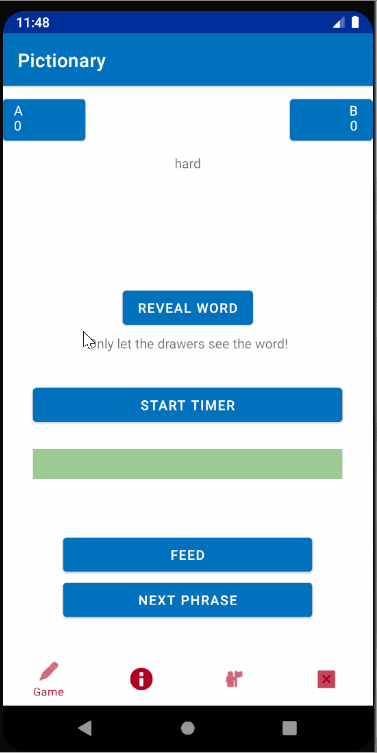 11:48
Pictionary
A
0
B
0
hard
REVEAL WORD
Only let the drawers see the word!
START TIMER
FEED
NEXT PHRASE
Game